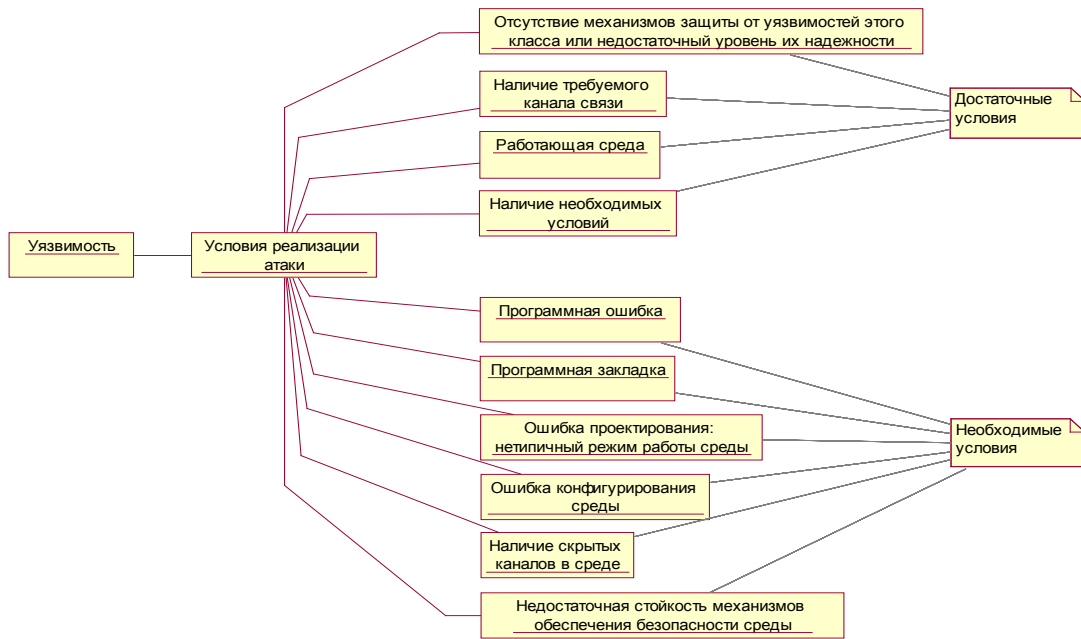 Отсутствие механизмов защиты от уязвимостей этого
класса или недостаточный уровень их надежности
Наличие требуемого
канала связи
Достаточные
условия
Работающая среда
Наличие необходимых
условий
Уязвимость
Условия реализации
атаки
Программная ошибка
Программная закладка
Ошибка проектирования:
нетипичный режим работы среды
Необходимые
условия
Ошибка конфигурирования
среды
Наличие скрытых
каналов в среде
Недостаточная стойкость механизмов
обеспечения безопасности среды